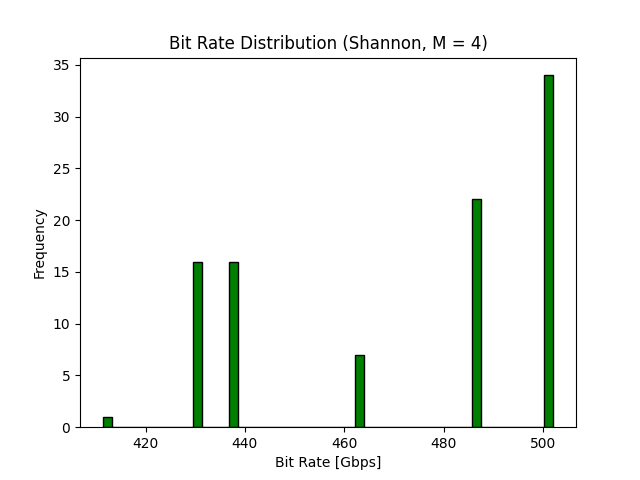 Bit Rate Distribution (Shannon, M = 4)
35
30
25
20
15
10
5
0
Frequency
420 440 460 480 500
Bit Rate [Gbps]